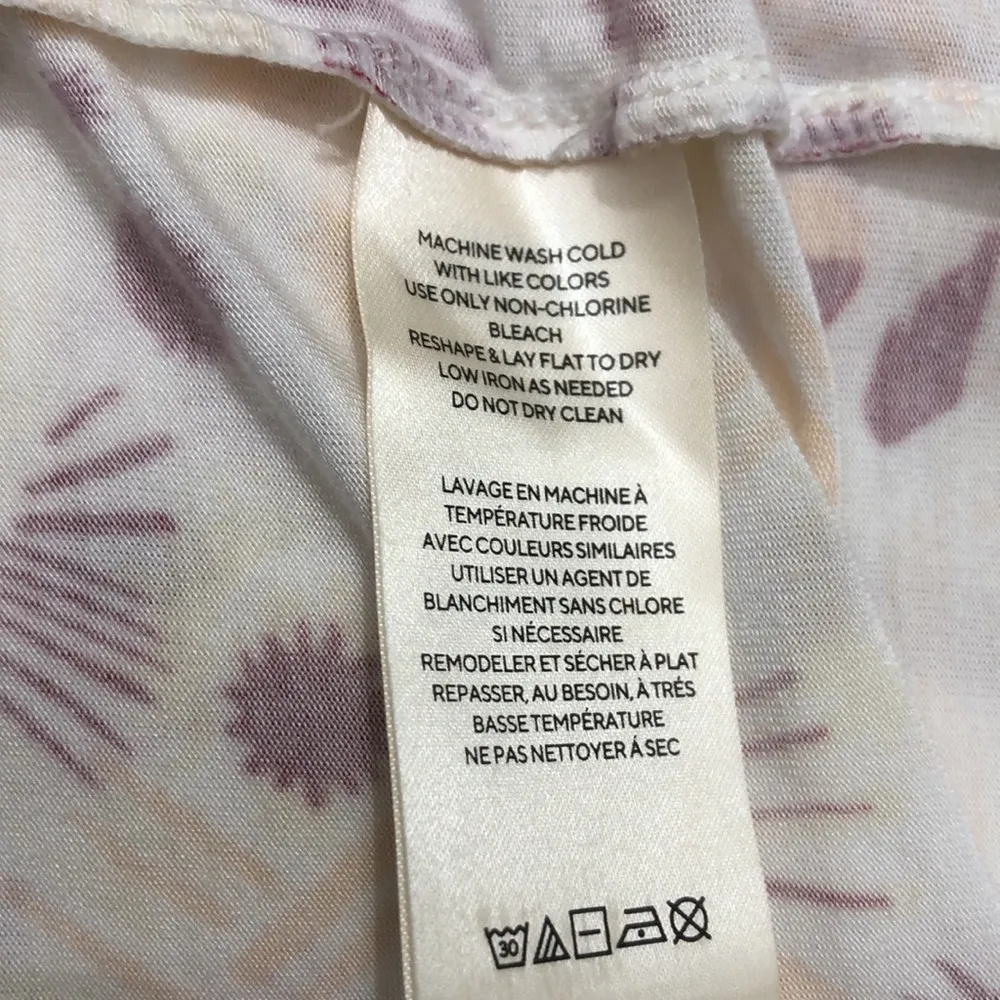 MACHINE WASH COLD
WITH LIKE COLORS
USE ONLY NON-CHLORINE
BLEACH
RESHAPE & LAY FLAT TO DRY
LOW IRON AS NEEDED
DO NOT DRY CLEAN
LAVAGE EN MACHINE À
TEMPÉRATURE FROIDE
AVEC COULEURS SIMILAIRES
UTILISER UN AGENT DE
BLANCHIMENT SANS CHLORE
SI NÉCESSAIRE
REMODELER ET SÉCHER À PLAT
REPASSER, AU BESOIN, À TRÉS
BASSE TEMPÉRATURE
NE PAS NETTOYER Á SEC
30